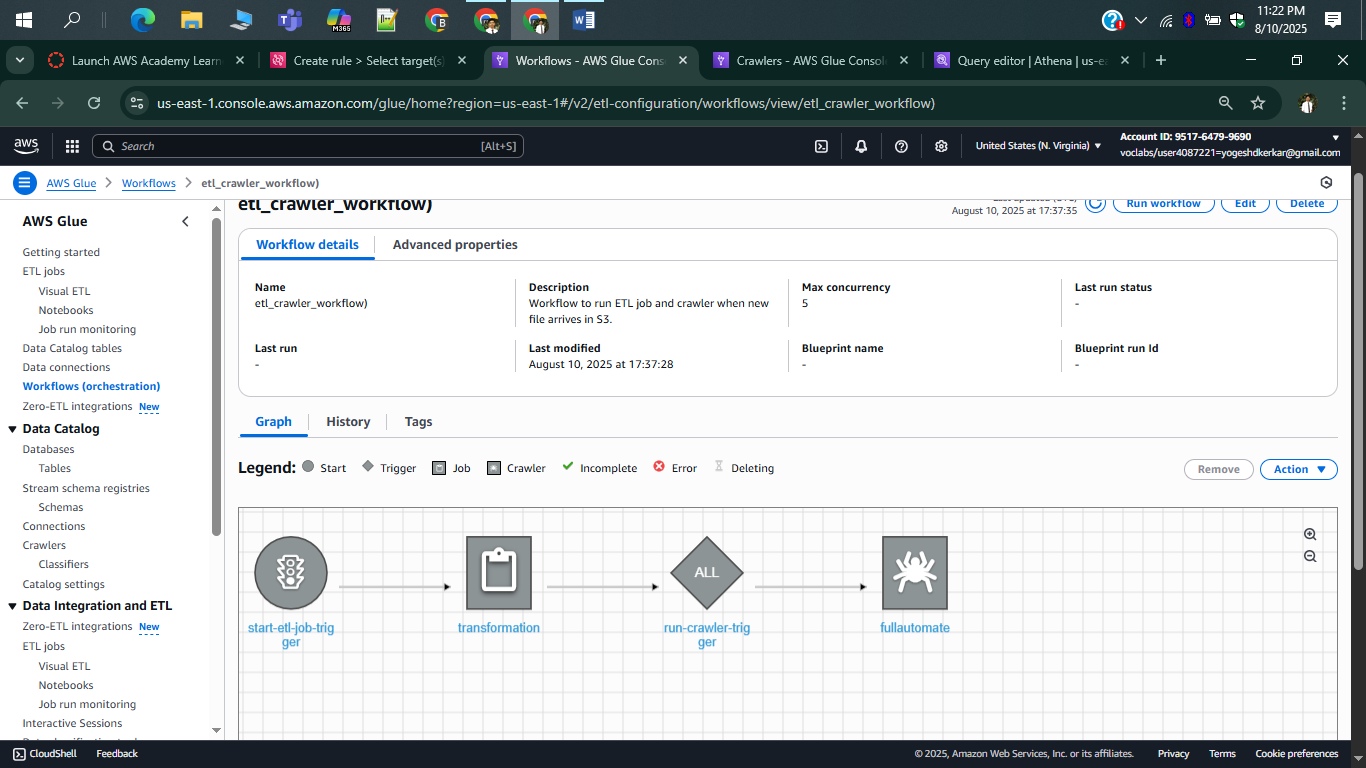 11:22 PM
8/10/2025
M365
Launch AWS Academy Learn
Create rule > Select target(s)
Workflows - AWS Glue Cons
Crawlers - AWS Glue Console
Query editor | Athena | us-ea
us-east-1.console.aws.amazon.com/glue/home?region=us-east-1#/v2/etl-configuration/workflows/view/etl_crawler_workflow)
aws
Search
[Alt+S]
United States (N. Virginia)
Account ID: 9517-6479-9690
voclabs/user4087221=yogeshdkerkar@gmail.com
AWS Glue
Workflows
etl_crawler_workflow)
AWS Glue
Getting started
ETL jobs
Visual ETL
Notebooks
Job run monitoring
Data Catalog tables
Data connections
Workflows (orchestration)
Zero-ETL integrations New
Data Catalog
Databases
Tables
Stream schema registries
Schemas
Connections
Crawlers
Classifiers
Catalog settings
Data Integration and ETL
Zero-ETL integrations New
ETL jobs
Visual ETL
Notebooks
Job run monitoring
Interactive Sessions
etl_crawler_workflow)
Last updated (UTC)
August 10, 2025 at 17:37:35
Run workflow
Edit
Delete
Workflow details
Advanced properties
Name
etl_crawler_workflow)
Description
Workflow to run ETL job and crawler when new
file arrives in S3.
Max concurrency
5
Last run status
-
Last run
-
Last modified
August 10, 2025 at 17:37:28
Blueprint name
-
Blueprint run Id
-
Graph
History
Tags
Legend:
Start
Trigger
Job
Crawler
Incomplete
Error
Deleting
Remove
Action
ALL
start-etl-job-trig
ger
transformation
run-crawler-trig
ger
fullautomate
CloudShell
Feedback
© 2025, Amazon Web Services, Inc. or its affiliates.
Privacy
Terms
Cookie preferences